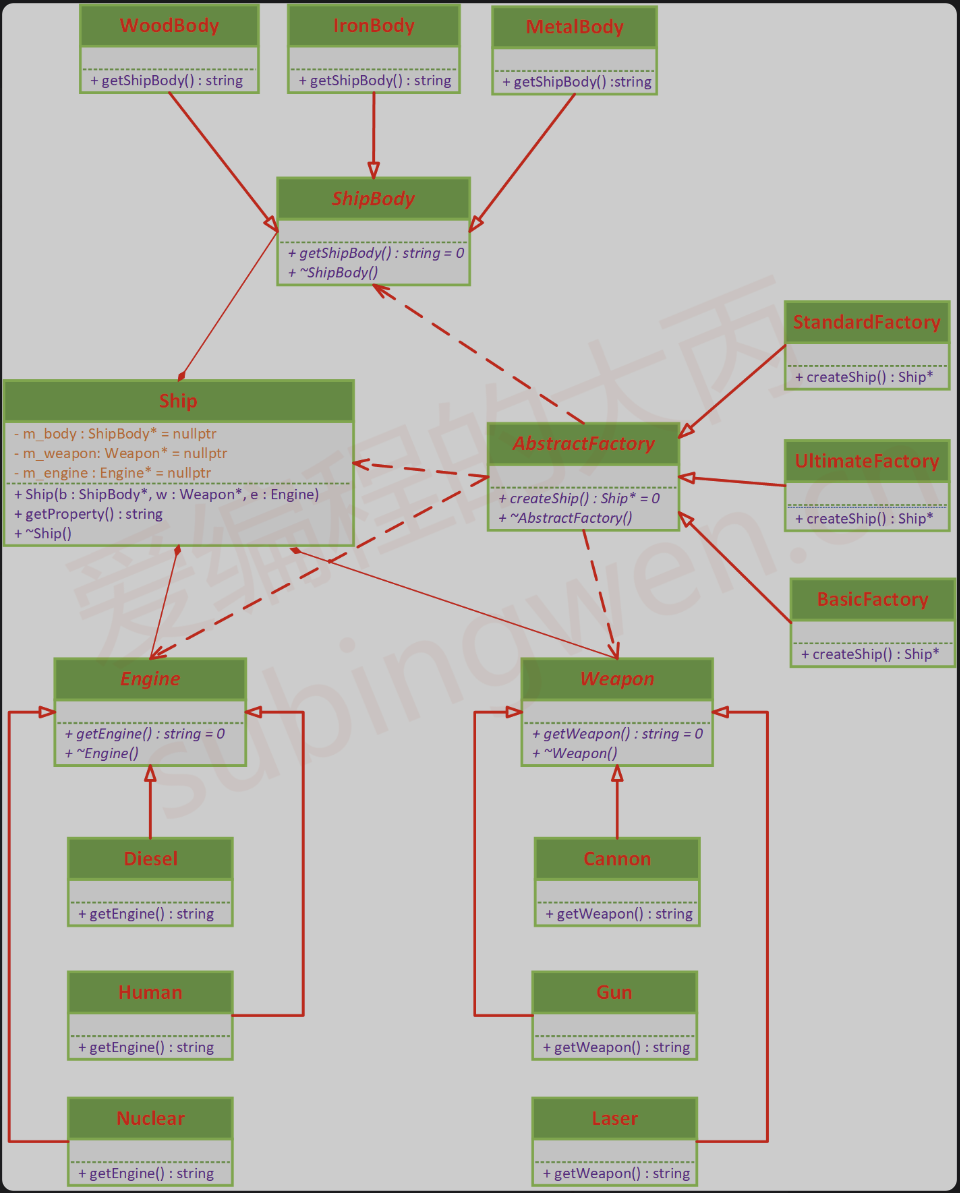 WoodBody
+ getShipBody() : string
IronBody
+ getShipBody() : string
MetalBody
+ getShipBody() :string
ShipBody
+ getShipBody() : string = 0
+ ~ShipBody()
Ship
- m_body : ShipBody* = nullptr
- m_weapon: Weapon* = nullptr
- m_engine : Engine* = nullptr
+ Ship(b : ShipBody*, w : Weapon*, e : Engine)
+ getProperty() : string
+ ~Ship()
AbstractFactory
+ createShip() : Ship* = 0
+ ~AbstractFactory()
StandardFactory
+ createShip() : Ship*
UltimateFactory
+ createShip() : Ship*
BasicFactory
+ createShip() : Ship*
Engine
+ getEngine() : string = 0
+ ~Engine()
Weapon
+ getWeapon() : string = 0
+ ~Weapon()
Diesel
+ getEngine() : string
Cannon
+ getWeapon() : string
Human
+ getEngine() : string
Gun
+ getWeapon() : string
Nuclear
+ getEngine() : string
Laser
+ getWeapon() : string
爱编程的大丙
subingwen.cn